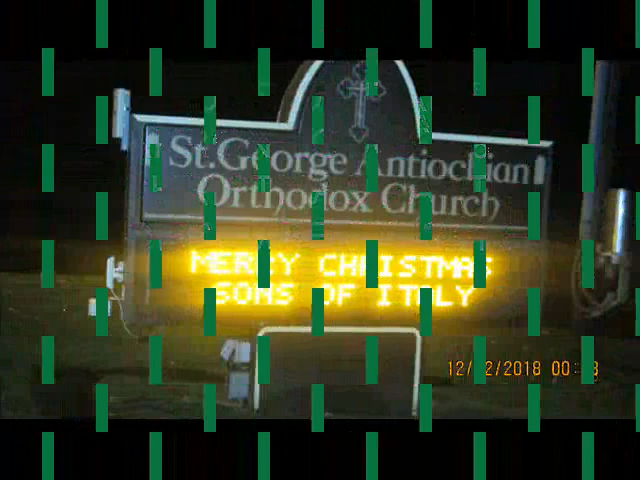 St. George Antiochian
Orthodox Church
MERRY CHRISTMAS
SONS OF ITALY